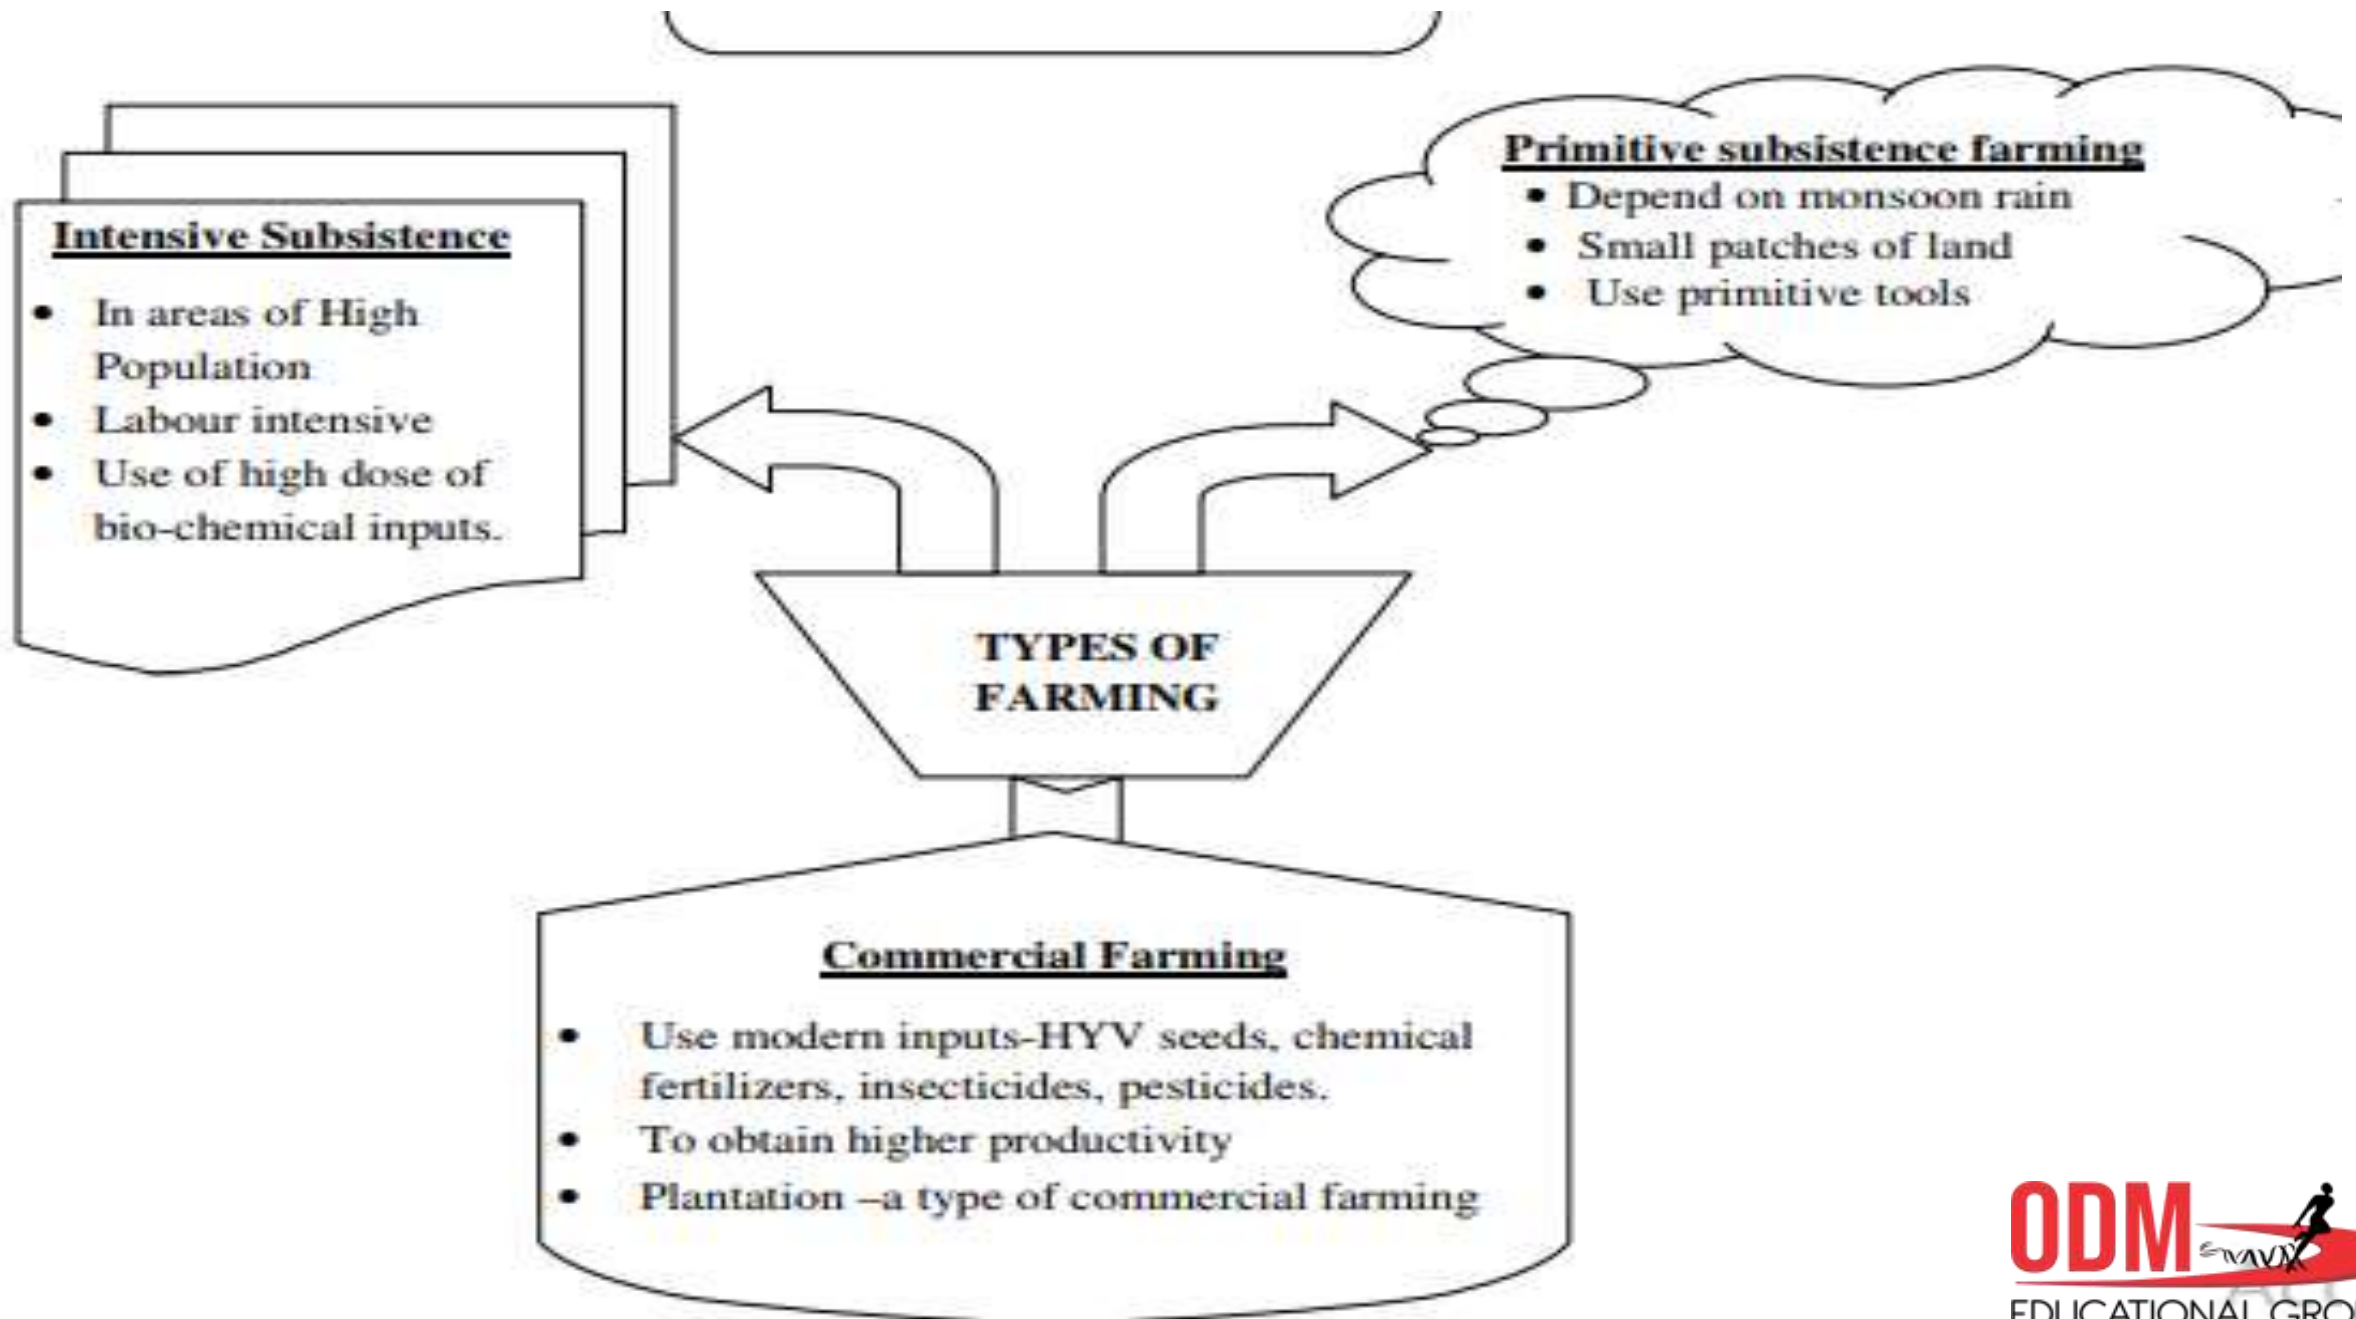 Primitive subsistence farming
• Depend on monsoon rain
• Small patches of land
• Use primitive tools
Intensive Subsistence
• In areas of High
Population
• Labour intensive
• Use of high dose of
bio-chemical inputs.
TYPES OF
FARMING
Commercial Farming
• Use modern inputs-HYV seeds, chemical
fertilizers, insecticides, pesticides.
• To obtain higher productivity
• Plantation –a type of commercial farming
ODM
EDUCATIONAL